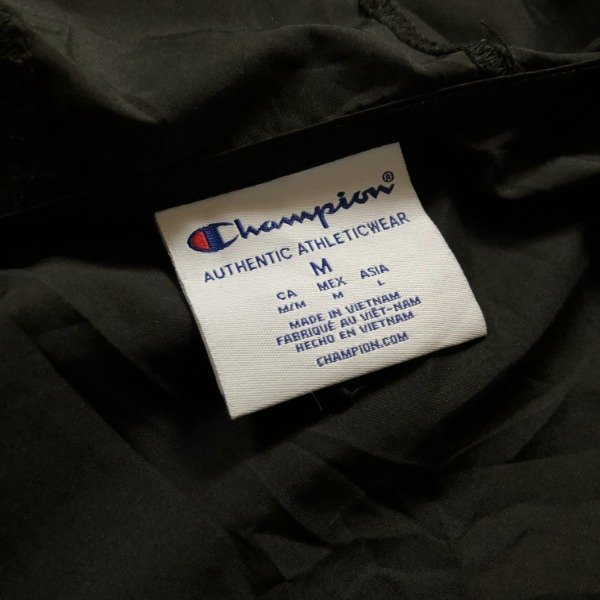 Champion®
AUTHENTIC ATHLETICWEAR
M
CA MEX ASIA
M/M M L
MADE IN VIETNAM
FABRIQUÉ AU VIÊT-NAM
HECHO EN VIETNAM
CHAMPION.COM